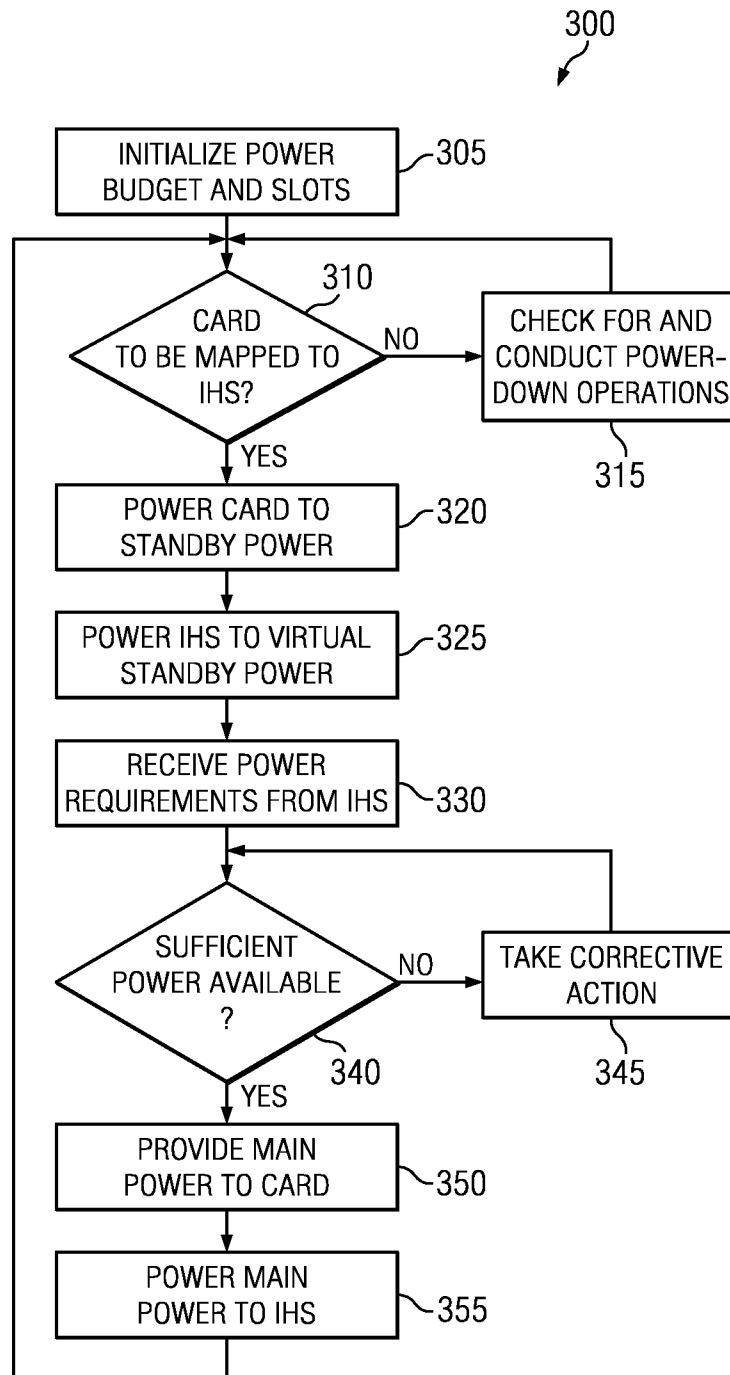 300
INITIALIZE POWER
BUDGET AND SLOTS
305
310
CARD
TO BE MAPPED TO
IHS?
NO
CHECK FOR AND
CONDUCT POWER-
DOWN OPERATIONS
315
YES
POWER CARD TO
STANDBY POWER
320
POWER IHS TO VIRTUAL
STANDBY POWER
325
RECEIVE POWER
REQUIREMENTS FROM IHS
330
SUFFICIENT
POWER AVAILABLE
?
NO
TAKE CORRECTIVE
ACTION
345
340
YES
PROVIDE MAIN
POWER TO CARD
350
POWER MAIN
POWER TO IHS
355